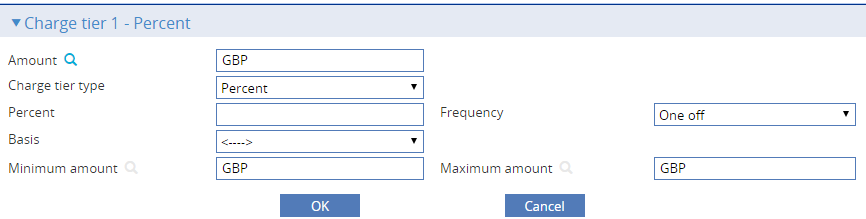 Charge tier 1 - Percent
Amount GBP
Charge tier type Percent
Percent Frequency One off
Basis <---->
Minimum amount GBP Maximum amount GBP
OK Cancel